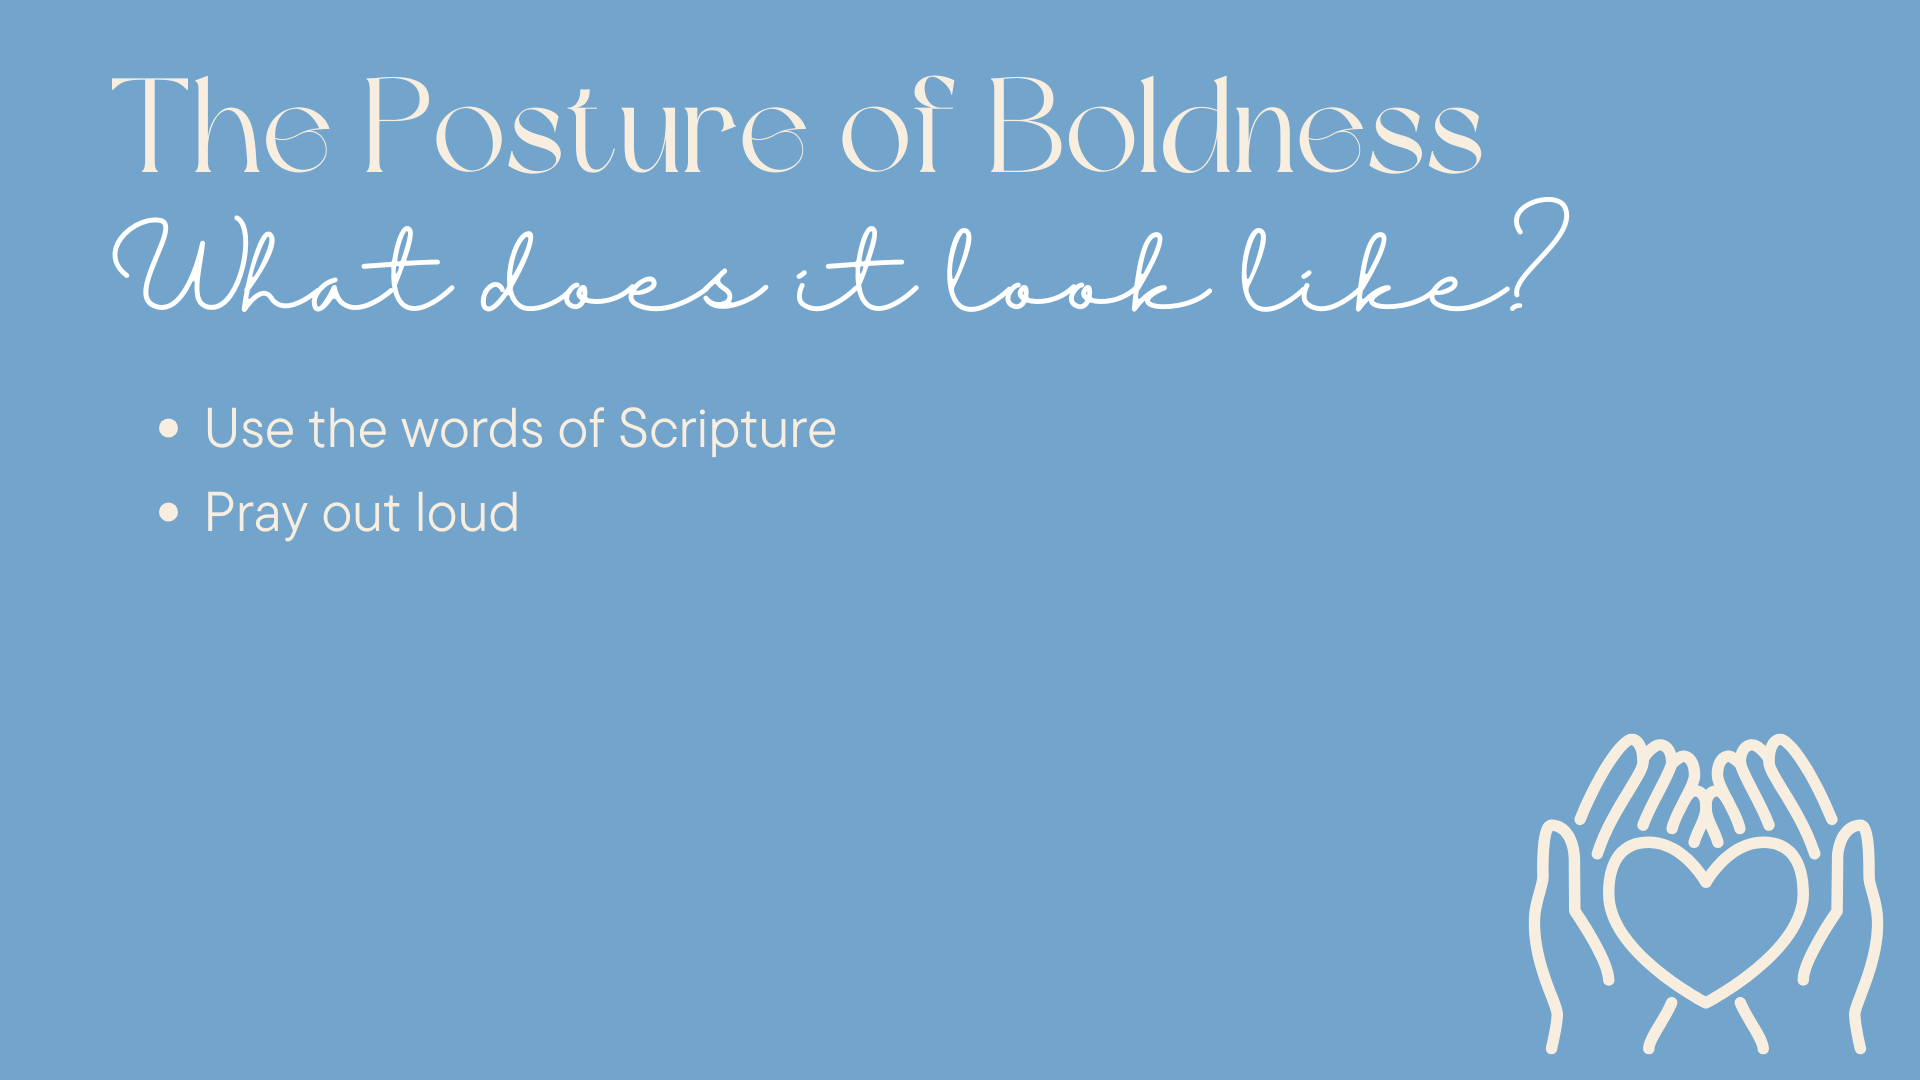 The Posture of Boldness
What does it look like?
• Use the words of Scripture
• Pray out loud